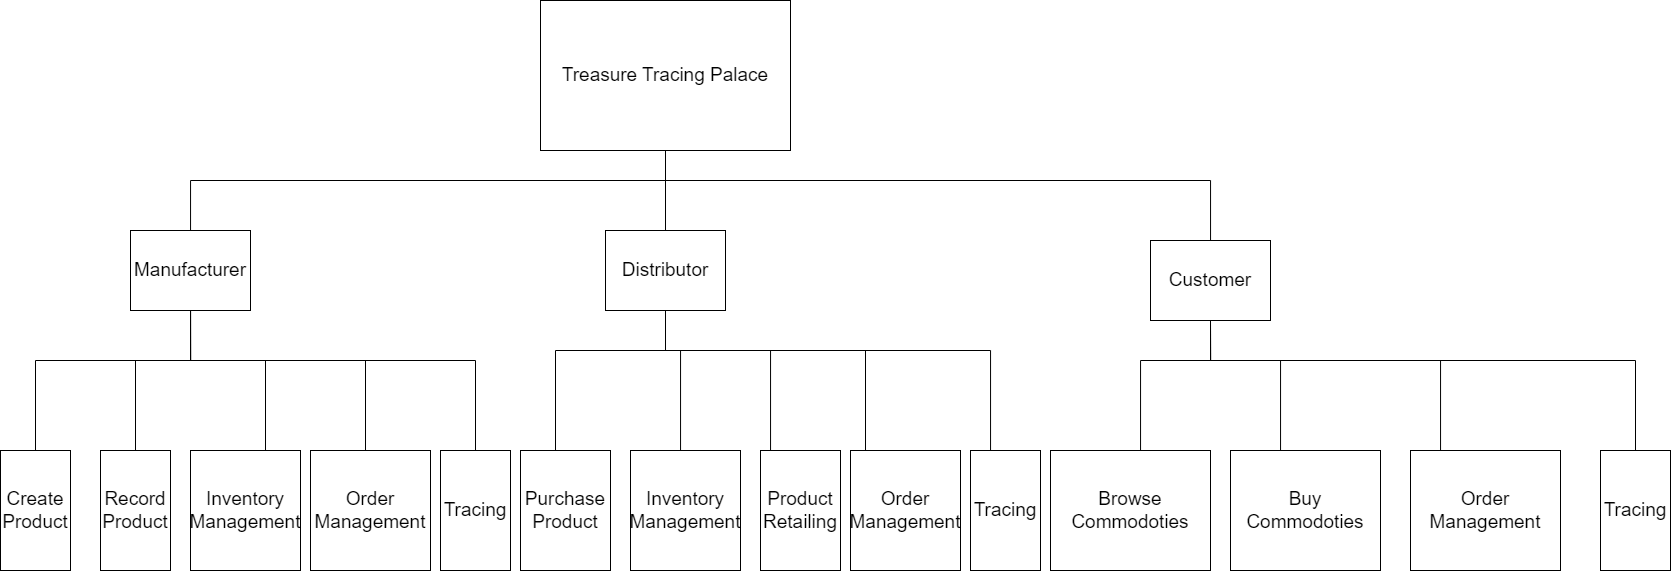 Treasure Tracing Palace
Manufacturer
Distributor
Customer
Create
Product
Record
Product
Inventory
Management
Order
Management
Tracing
Purchase
Product
Inventory
Management
Product
Retailing
Order
Management
Tracing
Browse
Commodoties
Buy
Commodoties
Order
Management
Tracing